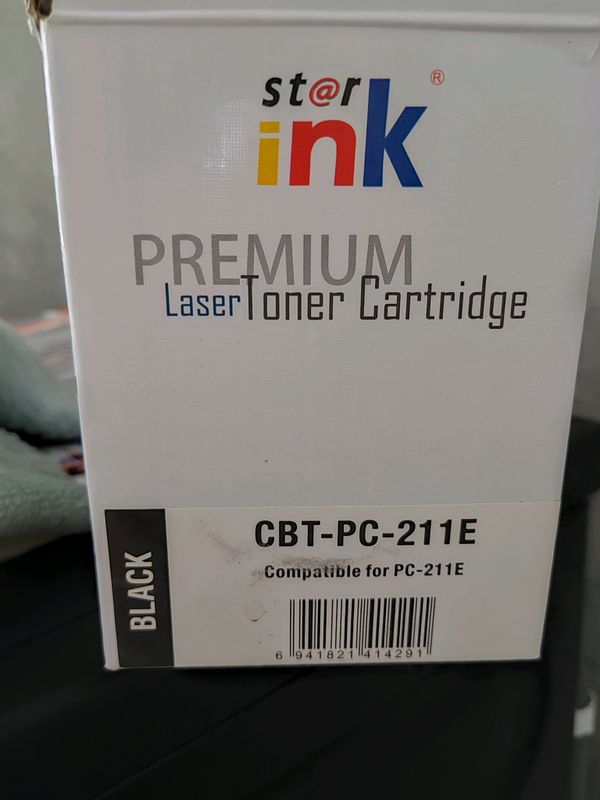 st@r
ink®
PREMIUM
Laser Toner Cartridge
BLACK
CBT-PC-211E
Compatible for PC-211E
6 941821 414291